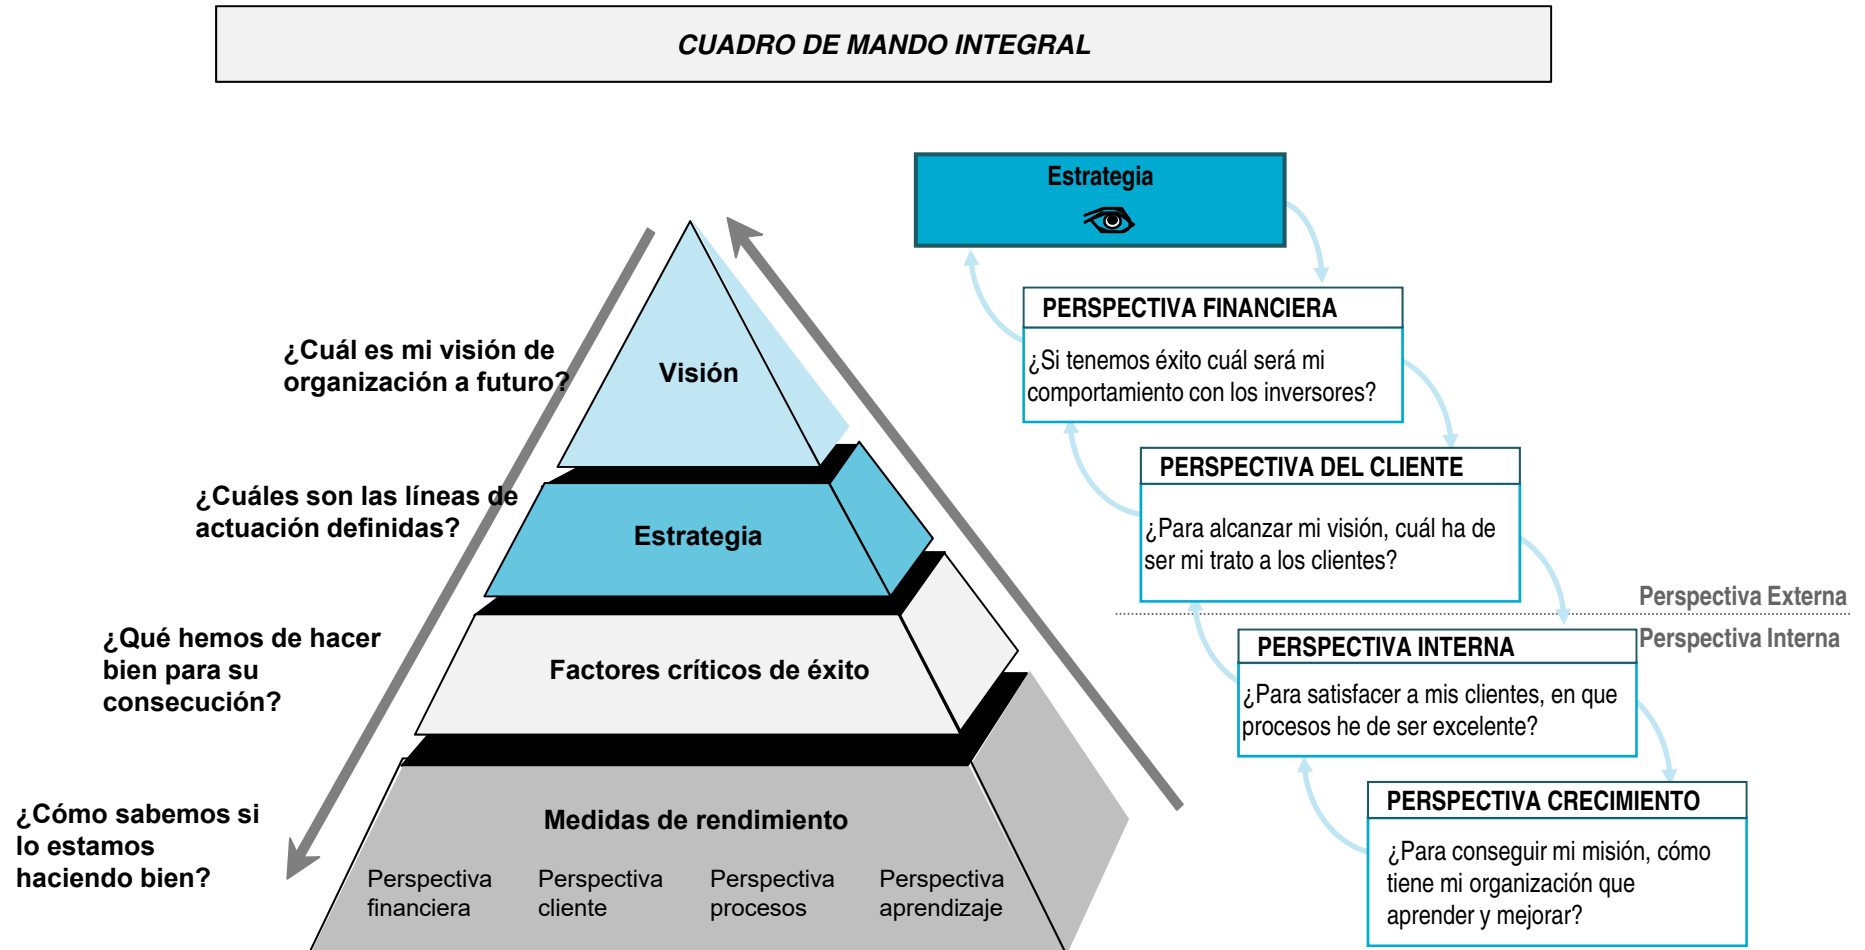 CUADRO DE MANDO INTEGRAL
¿Cuál es mi visión de
organización a futuro?
¿Cuáles son las líneas de
actuación definidas?
¿Qué hemos de hacer
bien para su
consecución?
¿Cómo sabemos si
lo estamos
haciendo bien?
Visión
Estrategia
Factores críticos de éxito
Medidas de rendimiento
Perspectiva
financiera
Perspectiva
cliente
Perspectiva
procesos
Perspectiva
aprendizaje
Estrategia
PERSPECTIVA FINANCIERA
¿Si tenemos éxito cuál será mi
comportamiento con los inversores?
PERSPECTIVA DEL CLIENTE
¿Para alcanzar mi visión, cuál ha de
ser mi trato a los clientes?
Perspectiva Externa
Perspectiva Interna
PERSPECTIVA INTERNA
¿Para satisfacer a mis clientes, en que
procesos he de ser excelente?
PERSPECTIVA CRECIMIENTO
¿Para conseguir mi misión, cómo
tiene mi organización que
aprender y mejorar?